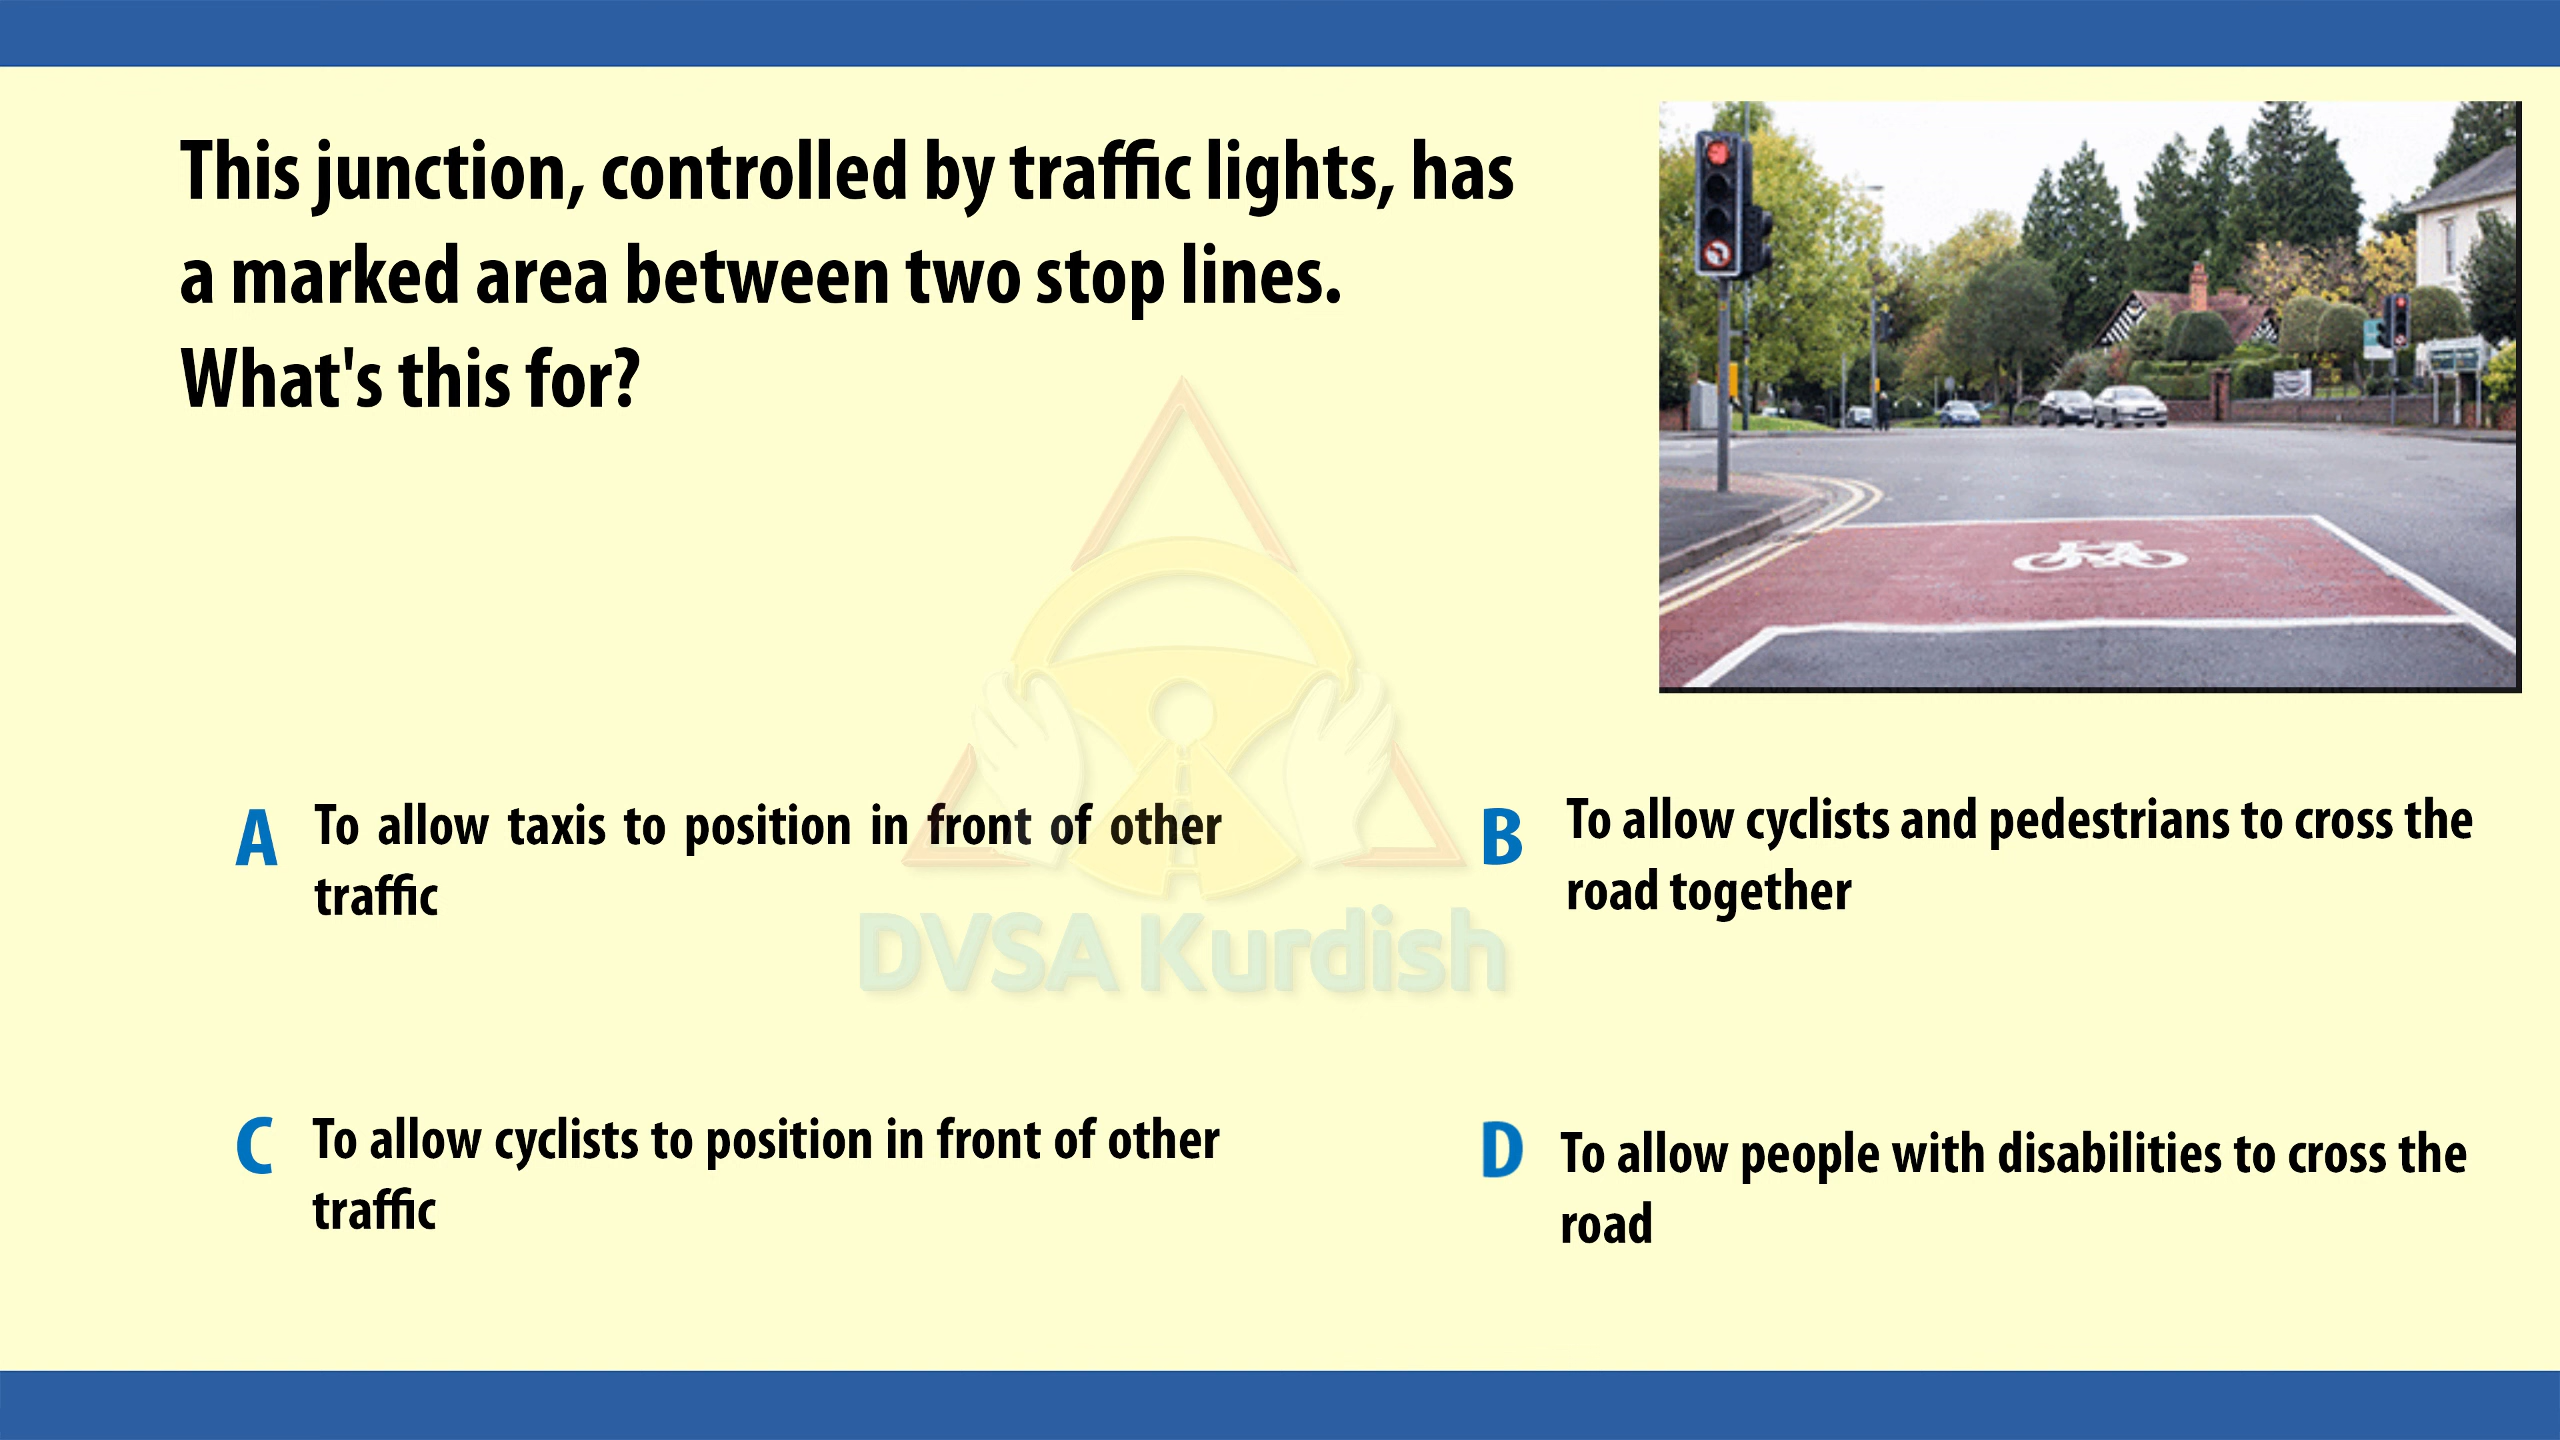 This junction, controlled by traffic lights, has
a marked area between two stop lines.
What's this for?
A To allow taxis to position in front of other
traffic
B To allow cyclists and pedestrians to cross the
road together
DVSA Kurdish
C To allow cyclists to position in front of other
traffic
D To allow people with disabilities to cross the
road